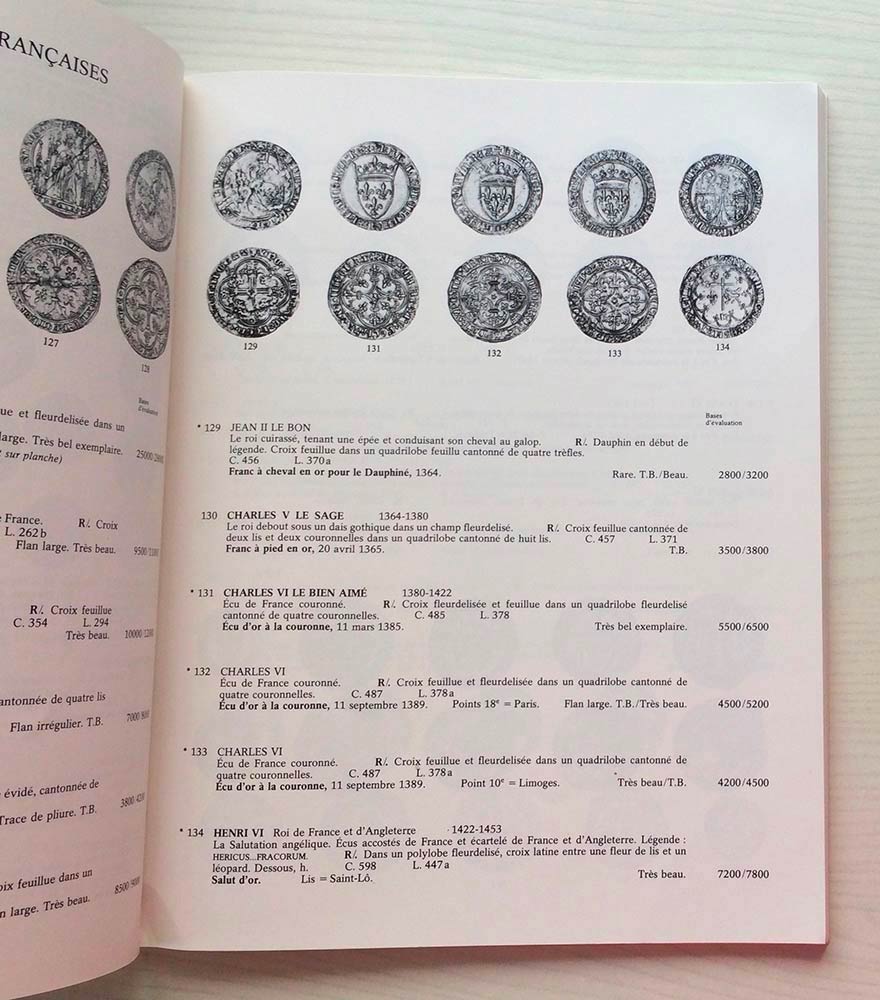 RANÇAISES
127
128
Bases
d'évaluation
ue et fleurdelisée dans un
large. Très bel exemplaire.
sur planche)
France. R/. Croix
L. 262 b
Flan large. Très beau.
R/. Croix feuillue
C. 354 L. 294
Très beau.
cantonnée de quatre lis
Flan irrégulier. T.B.
évidé, cantonnée de
Trace de pliure. T.B.
oix feuillue dans un
n large. Très beau.
129
131
132
133
134
Bases
d'évaluation
* 129 JEAN II LE BON
Le roi cuirassé, tenant une épée et conduisant son cheval au galop. R/. Dauphin en début de
légende. Croix feuillue dans un quadrilobe feuillu cantonné de quatre trèfles.
C. 456 L. 370 a
Franc à cheval en or pour le Dauphiné, 1364. Rare. T.B./Beau. 2800/3200
130 CHARLES V LE SAGE 1364-1380
Le roi debout sous un dais gothique dans un champ fleurdelisé. R/. Croix feuillue cantonnée de
deux lis et deux couronnelles dans un quadrilobe cantonné de huit lis. C. 457 L. 371
Franc à pied en or, 20 avril 1365. T.B. 3500/3800
* 131 CHARLES VI LE BIEN AIMÉ 1380-1422
Écu de France couronné. R/. Croix fleurdelisée et feuillue dans un quadrilobe fleurdelisé
cantonné de quatre couronnelles. C. 485 L. 378
Écu d'or à la couronne, 11 mars 1385. Très bel exemplaire. 5500/6500
* 132 CHARLES VI
Écu de France couronné. R/. Croix feuillue et fleurdelisée dans un quadrilobe cantonné de
quatre couronnelles. C. 487 L. 378 a
Écu d'or à la couronne, 11 septembre 1389. Points 18e = Paris. Flan large. T.B./Très beau. 4500/5200
* 133 CHARLES VI
Écu de France couronné. R/. Croix feuillue et fleurdelisée dans un quadrilobe cantonné de
quatre couronnelles. C. 487 L. 378 a
Écu d'or à la couronne, 11 septembre 1389. Point 10e = Limoges. Très beau/T.B. 4200/4500
* 134 HENRI VI Roi de France et d'Angleterre 1422-1453
La Salutation angélique. Écus accostés de France et écartelé de France et d'Angleterre. Légende :
HERICUS...FRACORUM. R/. Dans un polylobe fleurdelisé, croix latine entre une fleur de lis et un
léopard. Dessous, h. C. 598 L. 447 a
Salut d'or. Lis = Saint-Lô. Très beau. 7200/7800